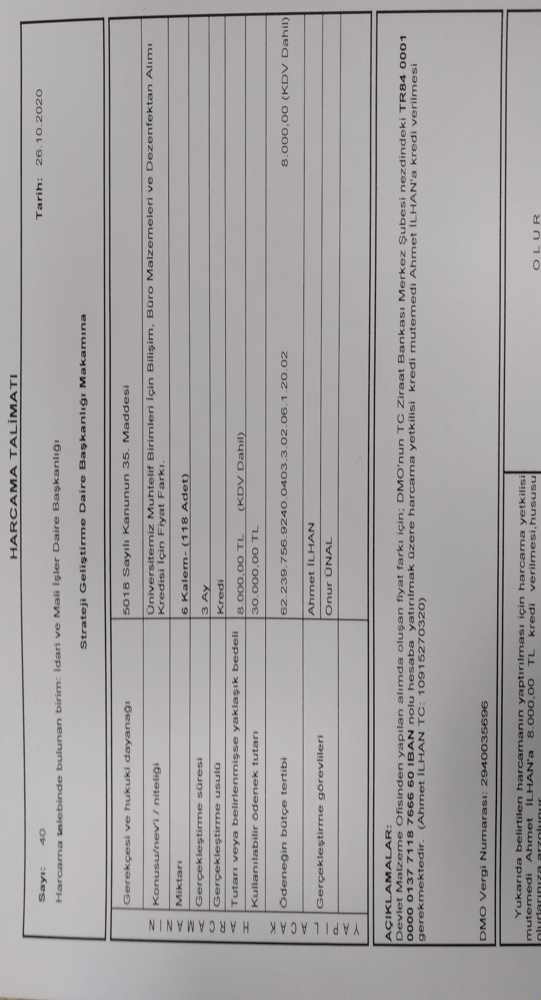 HARCAMA TALİMATI
Sayı: 40 Tarih: 26.10.2020
Harcama talebinde bulunan birim: İdari ve Mali İşler Daire Başkanlığı
Strateji Geliştirme Daire Başkanlığı Makamına
YAPILACAK HARCAMANIN
Gerekçesi ve hukuki dayanağı 5018 Sayılı Kanunun 35. Maddesi
Konusu/nev'i / niteliği Üniversitemiz Muhtelif Birimleri İçin Bilişim, Büro Malzemeleri ve Dezenfektan Alımı
Kredisi İçin Fiyat Farkı.
Miktarı 6 Kalem- (118 Adet)
Gerçekleştirme süresi 3 Ay
Gerçekleştirme usulü Kredi
Tutarı veya belirlenmişse yaklaşık bedeli 8.000,00 TL (KDV Dahil)
Kullanılabilir ödenek tutarı 30.000,00 TL
Ödeneğin bütçe tertibi 62.239.756.9240.0403.3.02.06.1.20.02 8.000,00 (KDV Dahil)
Gerçekleştirme görevlileri Ahmet İLHAN
Onur ÜNAL
AÇIKLAMALAR:
Devlet Malzeme Ofisinden yapılan alımda oluşan fiyat farkı için; DMO'nun TC Ziraat Bankası Merkez Şubesi nezdindeki TR84 0001
0000 0137 7118 7666 60 IBAN nolu hesaba yatırılmak üzere harcama yetkilisi kredi mutemedi Ahmet İLHAN'a kredi verilmesi
gerekmektedir. (Ahmet İLHAN TC: 10915270320)
DMO Vergi Numarası: 2940035696
Yukarıda belirtilen harcamanın yaptırılması için harcama yetkilisi
mutemedi Ahmet İLHAN'a 8.000,00 TL kredi verilmesi,hususu
olurlarınıza arzolunur
O L U R